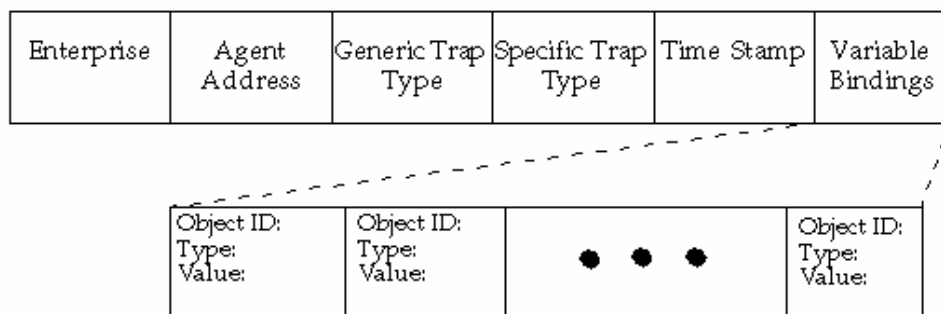 Enterprise
Agent
Address
Generic Trap
Type
Specific Trap
Type
Time Stamp
Variable
Bindings
Object ID:
Type:
Value:
Object ID:
Type:
Value:
Object ID:
Type:
Value: